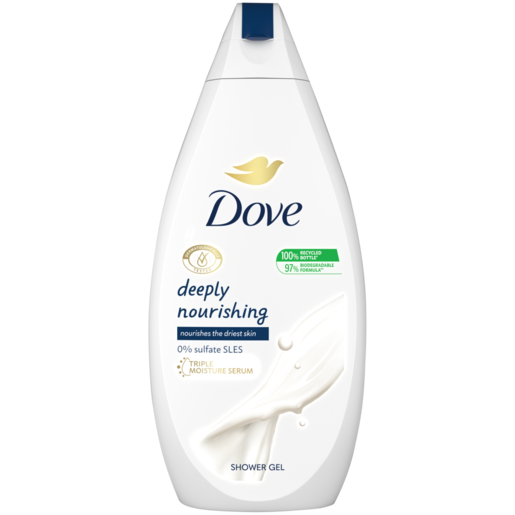 Dove
100% RECYCLED BOTTLE*
97% BIODEGRADABLE FORMULA**
deeply
nourishing
nourishes the driest skin
0% sulfate SLES
TRIPLE
MOISTURE SERUM
SHOWER GEL